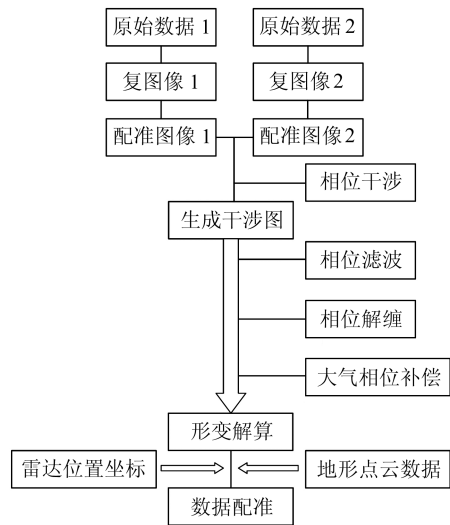 原始数据1
原始数据2
复图像1
复图像2
配准图像1
配准图像2
相位干涉
生成干涉图
相位滤波
相位解缠
大气相位补偿
形变解算
雷达位置坐标
地形点云数据
数据配准